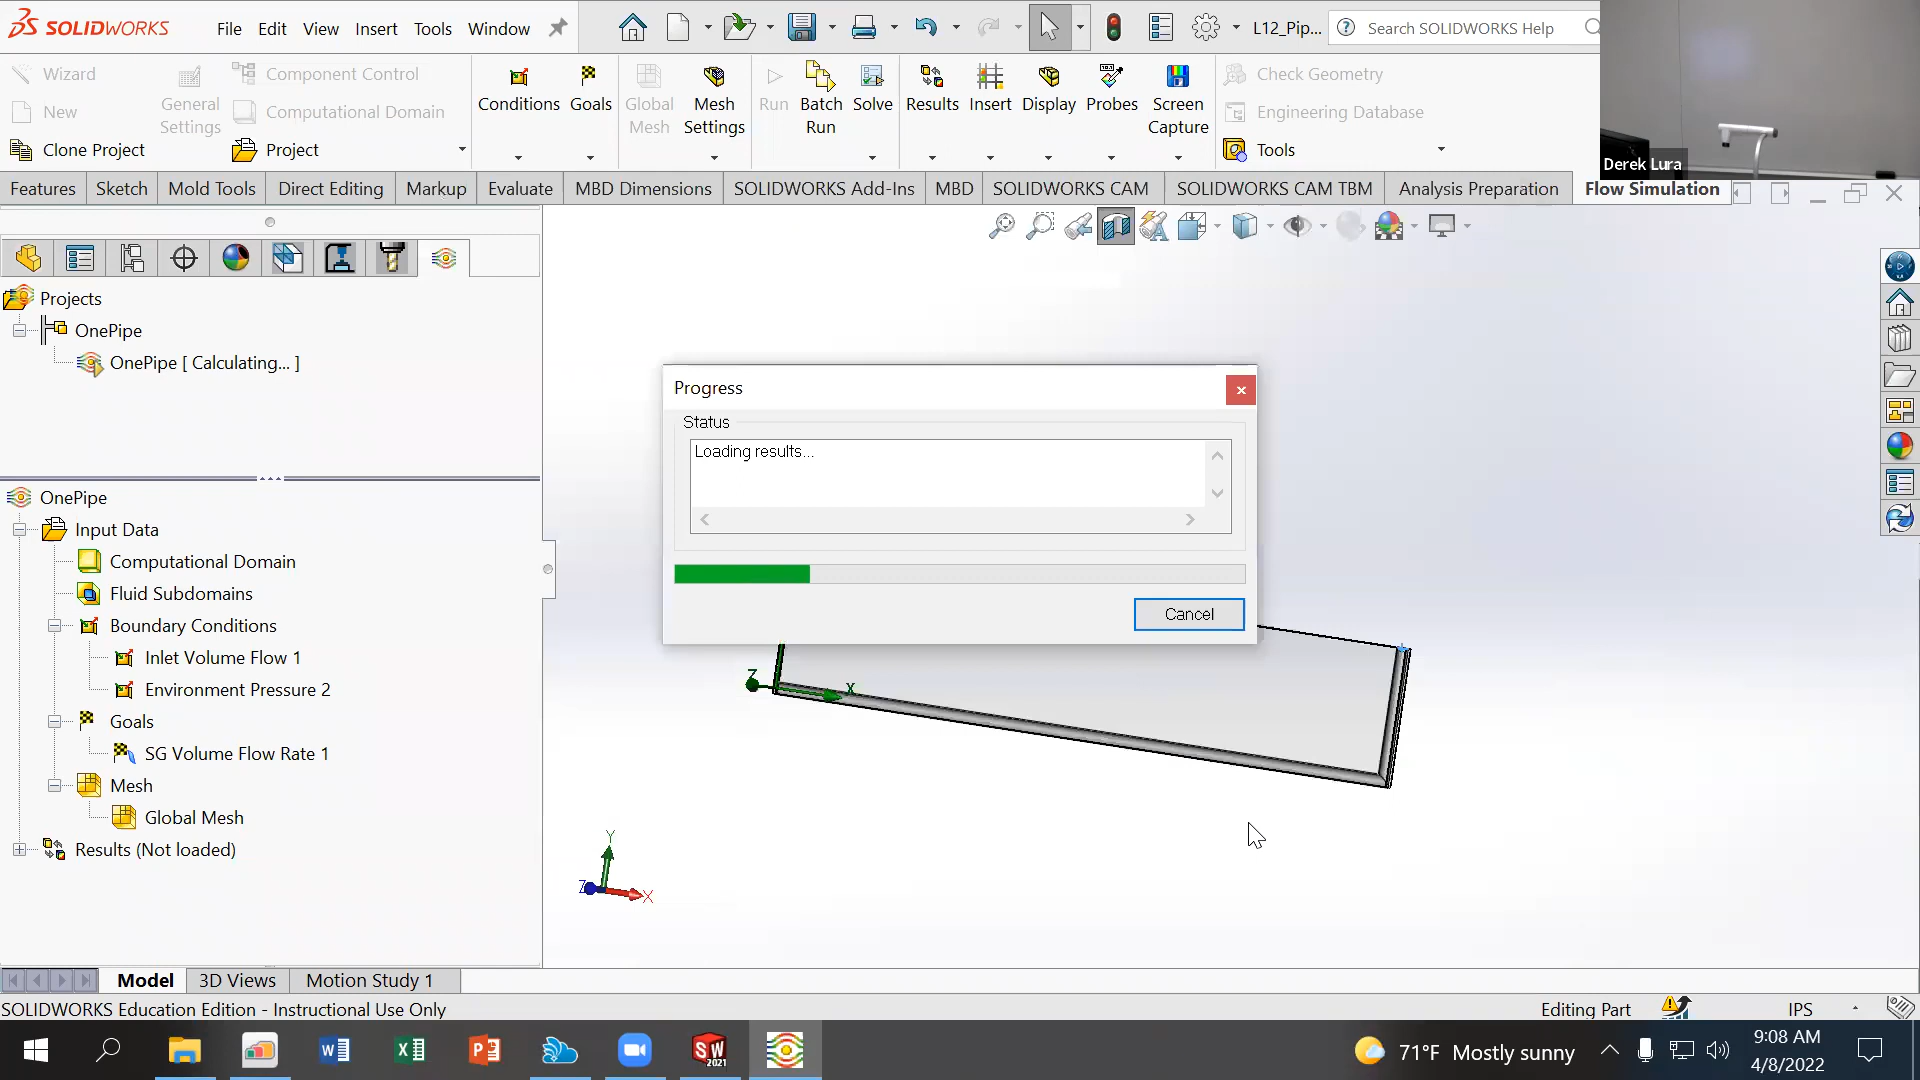 SOLIDWORKS
File Edit View Insert Tools Window
L12_Pip...
Search SOLIDWORKS Help
Wizard
New
Clone Project
General Settings
Component Control
Computational Domain
Project
Conditions
Goals
Global Mesh
Mesh Settings
Run
Batch Run
Solve
Results
Insert
Display
Probes
Screen Capture
Check Geometry
Engineering Database
Tools
Derek Lura
Features Sketch Mold Tools Direct Editing Markup Evaluate MBD Dimensions SOLIDWORKS Add-Ins MBD SOLIDWORKS CAM SOLIDWORKS CAM TBM Analysis Preparation Flow Simulation
Projects
OnePipe
OnePipe [ Calculating... ]
OnePipe
Input Data
Computational Domain
Fluid Subdomains
Boundary Conditions
Inlet Volume Flow 1
Environment Pressure 2
Goals
SG Volume Flow Rate 1
Mesh
Global Mesh
Results (Not loaded)
Progress
Status
Loading results...
Cancel
Z
X
Y
Z
X
Model 3D Views Motion Study 1
SOLIDWORKS Education Edition - Instructional Use Only
Editing Part
IPS
71°F Mostly sunny
9:08 AM
4/8/2022